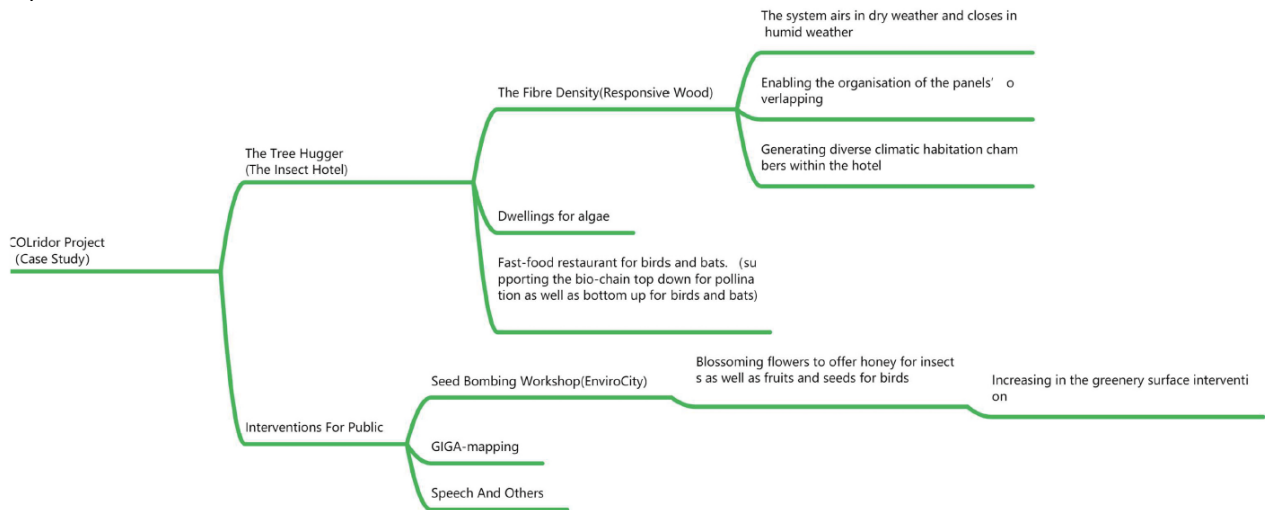 The system airs in dry weather and closes in
humid weather
The Fibre Density(Responsive Wood)
Enabling the organisation of the panels’ o
verlapping
Generating diverse climatic habitation cham
bers within the hotel
The Tree Hugger
(The Insect Hotel)
Dwellings for algae
COLridor Project
(Case Study)
Fast-food restaurant for birds and bats. (su
pporting the bio-chain top down for pollina
tion as well as bottom up for birds and bats)
Seed Bombing Workshop(EnviroCity)
Blossoming flowers to offer honey for insect
s as well as fruits and seeds for birds
Increasing in the greenery surface interventi
on
Interventions For Public
GIGA-mapping
Speech And Others